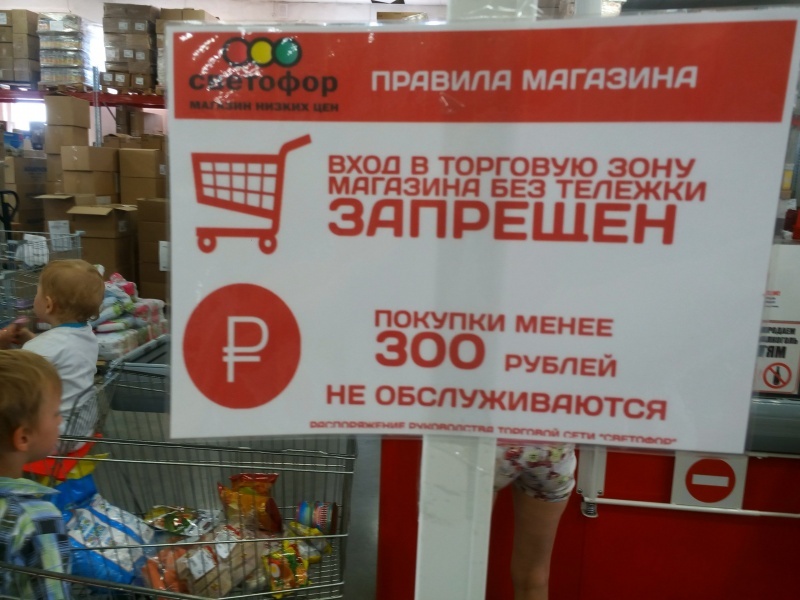 светофор
МАГАЗИН НИЗКИХ ЦЕН
ПРАВИЛА МАГАЗИНА
ВХОД В ТОРГОВУЮ ЗОНУ
МАГАЗИНА БЕЗ ТЕЛЕЖКИ
ЗАПРЕЩЕН
₽
ПОКУПКИ МЕНЕЕ
300 РУБЛЕЙ
НЕ ОБСЛУЖИВАЮТСЯ
РАСПОРЯЖЕНИЕ РУКОВОДСТВА ТОРГОВОЙ СЕТИ "СВЕТОФОР"